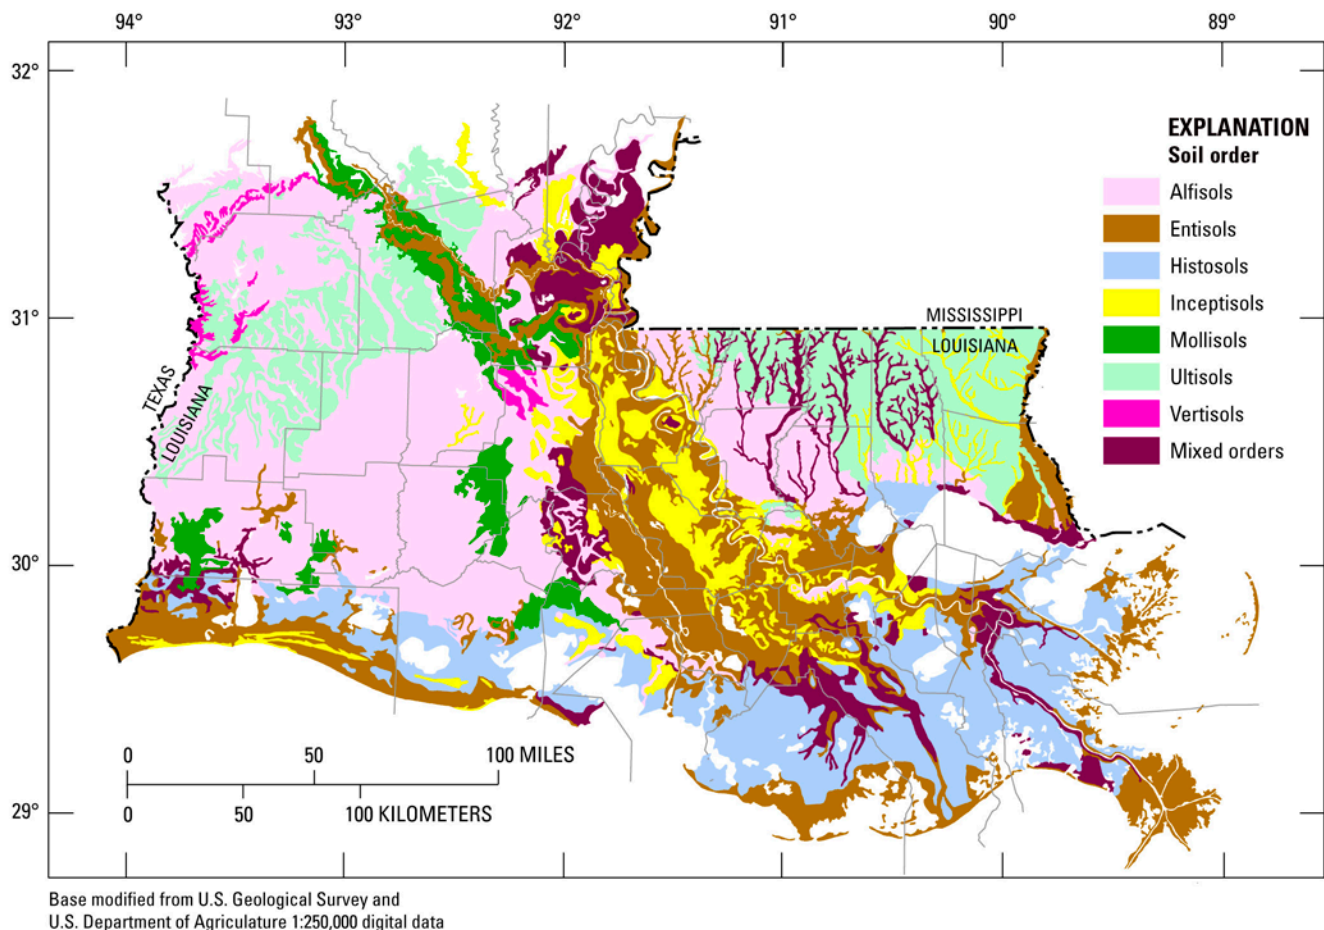 94° 93° 92° 91° 90° 89°
32°
31°
30°
29°
EXPLANATION
Soil order
Alfisols
Entisols
Histosols
Inceptisols
Mollisols
Ultisols
Vertisols
Mixed orders
MISSISSIPPI
LOUISIANA
TEXAS
LOUISIANA
0 50 100 MILES
0 50 100 KILOMETERS
Base modified from U.S. Geological Survey and
U.S. Department of Agriculature 1:250,000 digital data